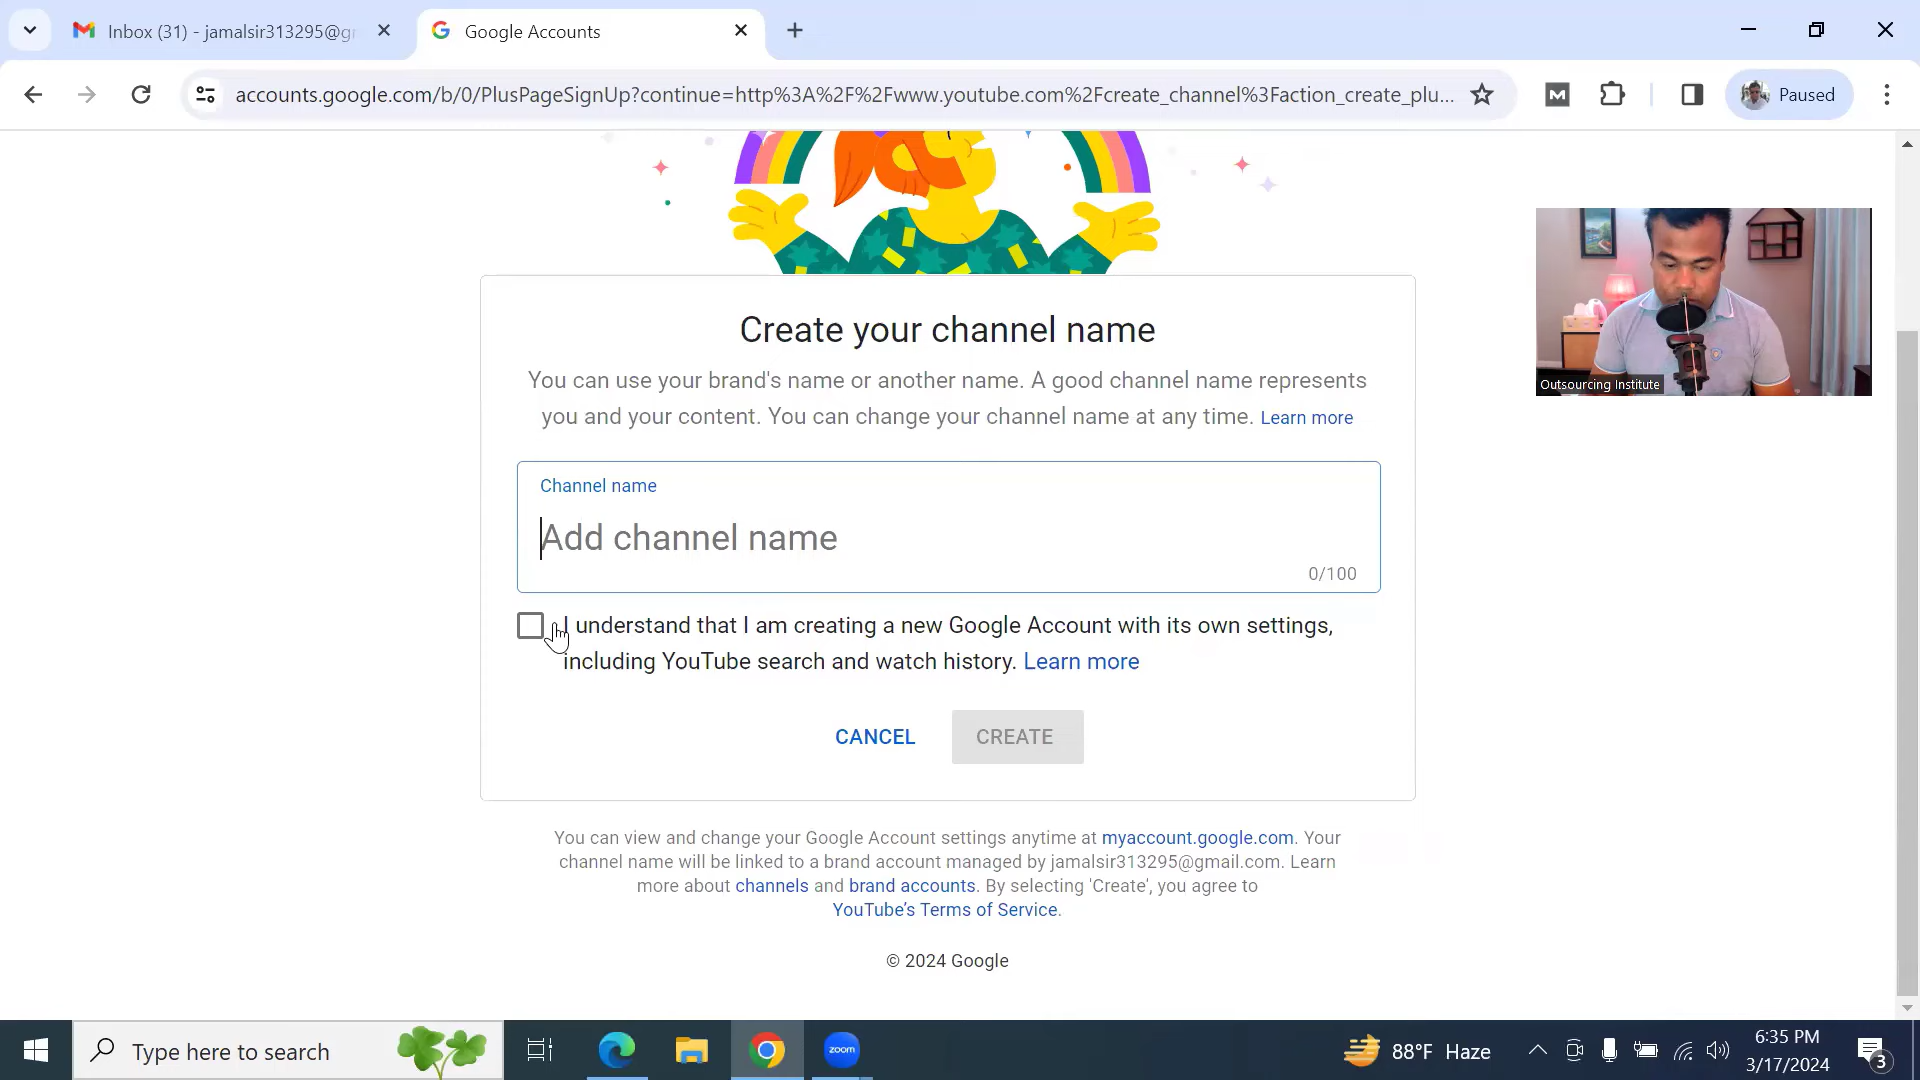 Inbox (31) - jamalsir313295@gr
Google Accounts
accounts.google.com/b/0/PlusPageSignUp?continue=http%3A%2F%2Fwww.youtube.com%2Fcreate_channel%3Faction_create_plu...
M
Paused
Create your channel name
You can use your brand's name or another name. A good channel name represents
you and your content. You can change your channel name at any time. Learn more
Outsourcing Institute
Channel name
Add channel name
0/100
I understand that I am creating a new Google Account with its own settings,
including YouTube search and watch history. Learn more
CANCEL
CREATE
You can view and change your Google Account settings anytime at myaccount.google.com. Your
channel name will be linked to a brand account managed by jamalsir313295@gmail.com. Learn
more about channels and brand accounts. By selecting 'Create', you agree to
YouTube's Terms of Service.
© 2024 Google
Type here to search
zoom
88°F Haze
6:35 PM
3/17/2024
3